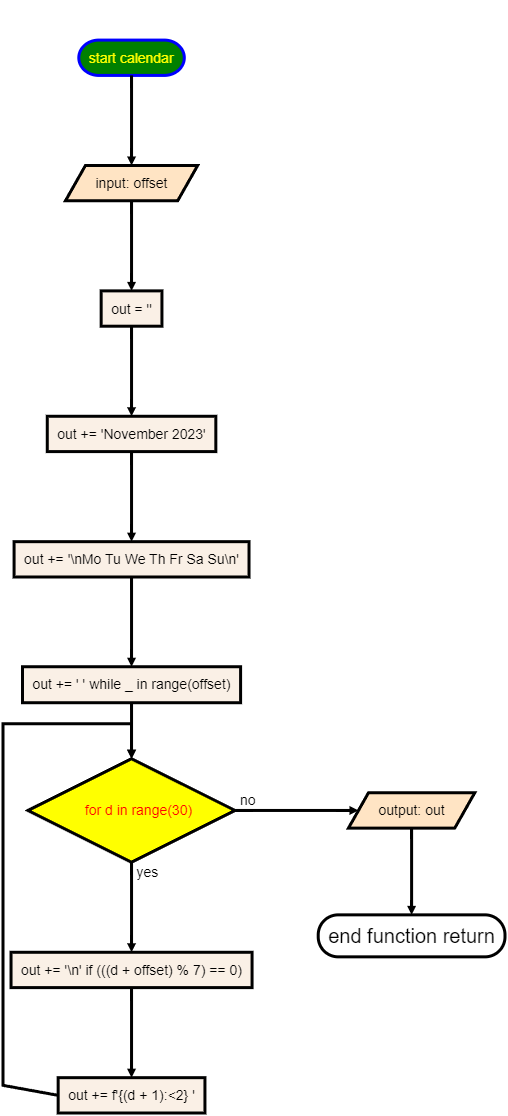 start calendar
input: offset
out = ''
out += 'November 2023'
out += '\nMo Tu We Th Fr Sa Su\n'
out += ' ' while _ in range(offset)
for d in range(30)
no
output: out
yes
end function return
out += '\n' if (((d + offset) % 7) == 0)
out += f'{(d + 1):<2} '